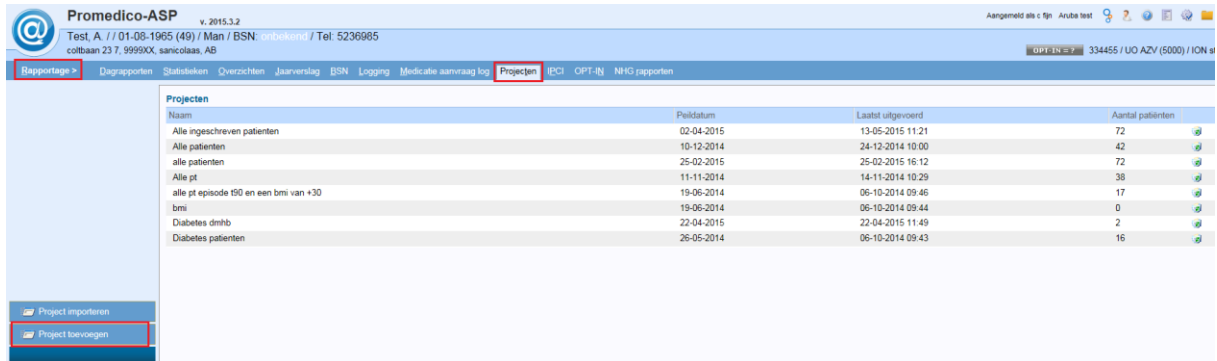 Promedico-ASP v. 2015.3.2
Aangemeld als c fijn Aruba test
Test, A. / / 01-08-1965 (49) / Man / BSN: onbekend / Tel: 5236985
coltbaan 23 7, 9999XX, sanicolaas, AB
OPT-IN = ? 334455 / UO AZV (5000) / ION st
Rapportage > Dagrapporten Statistieken Overzichten Jaarverslag BSN Logging Medicatie aanvraag log Projecten IPCI OPT-IN NHG rapporten
Projecten
Naam Peildatum Laatst uitgevoerd Aantal patiënten
Alle ingeschreven patienten 02-04-2015 13-05-2015 11:21 72
Alle patienten 10-12-2014 24-12-2014 10:00 42
alle patienten 25-02-2015 25-02-2015 16:12 72
Alle pt 11-11-2014 14-11-2014 10:29 38
alle pt episode t90 en een bmi van +30 19-06-2014 06-10-2014 09:46 17
bmi 19-06-2014 06-10-2014 09:44 0
Diabetes dmhb 22-04-2015 22-04-2015 11:49 2
Diabetes patienten 26-05-2014 06-10-2014 09:43 16
Project importeren
Project toevoegen